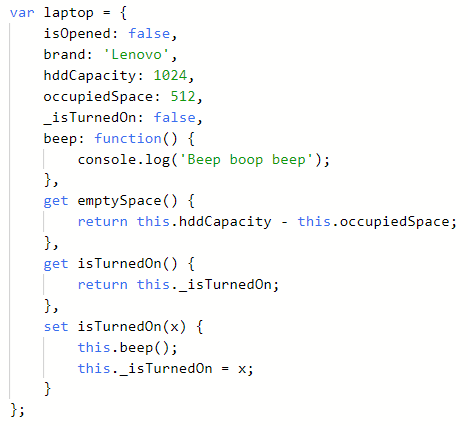 var laptop = {
    isOpened: false,
    brand: 'Lenovo',
    hddCapacity: 1024,
    occupiedSpace: 512,
    _isTurnedOn: false,
    beep: function() {
        console.log('Beep boop beep');
    },
    get emptySpace() {
        return this.hddCapacity - this.occupiedSpace;
    },
    get isTurnedOn() {
        return this._isTurnedOn;
    },
    set isTurnedOn(x) {
        this.beep();
        this._isTurnedOn = x;
    }
};